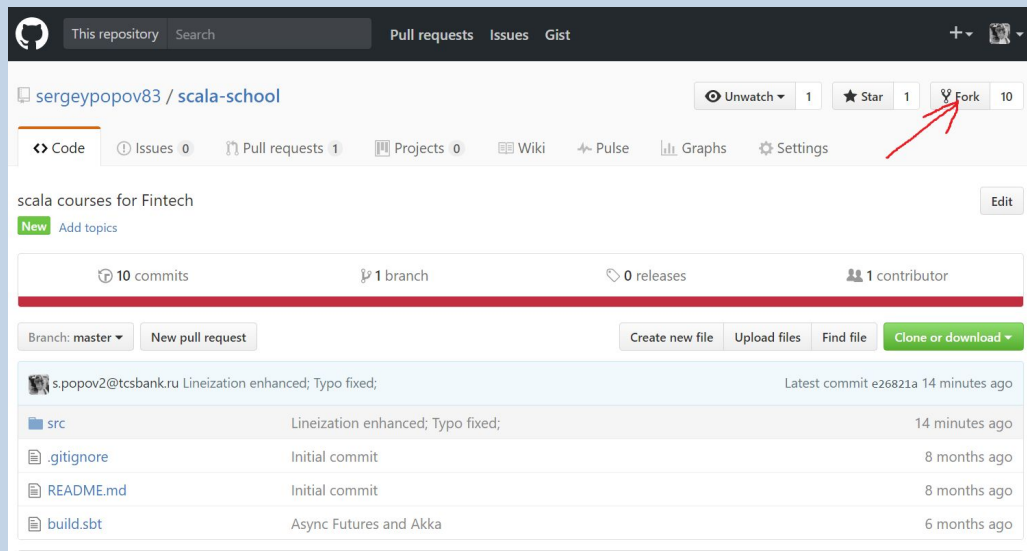 This repository Search Pull requests Issues Gist
sergeypopov83 / scala-school Unwatch 1 Star 1 Fork 10
Code Issues 0 Pull requests 1 Projects 0 Wiki Pulse Graphs Settings
scala courses for Fintech Edit
New Add topics
10 commits 1 branch 0 releases 1 contributor
Branch: master New pull request Create new file Upload files Find file Clone or download
s.popov2@tcsbank.ru Lineization enhanced; Typo fixed; Latest commit e26821a 14 minutes ago
src Lineization enhanced; Typo fixed; 14 minutes ago
.gitignore Initial commit 8 months ago
README.md Initial commit 8 months ago
build.sbt Async Futures and Akka 6 months ago